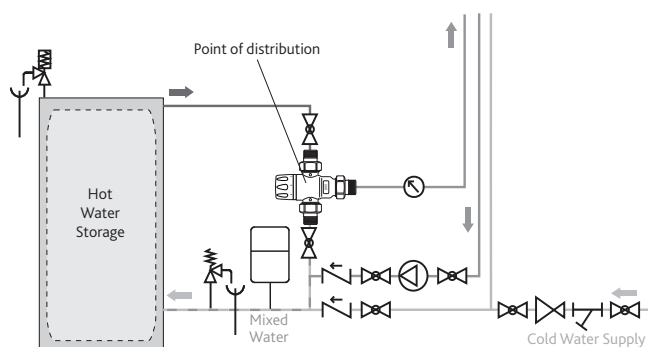 Point of distribution
Hot
Water
Storage
Mixed
Water
Cold Water Supply